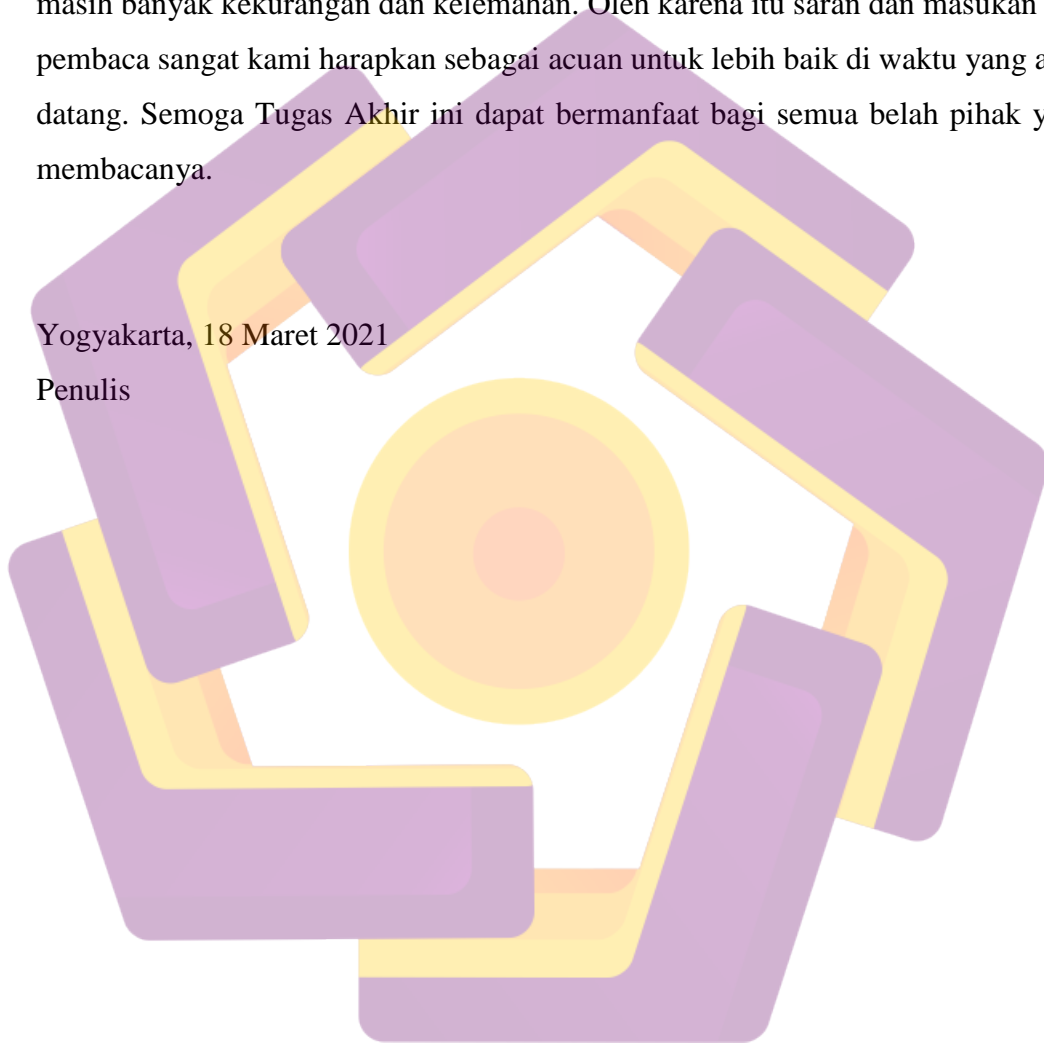 masih banyak kekurangan dan kelemahan. Oleh karena itu saran dan masukan
pembaca sangat kami harapkan sebagai acuan untuk lebih baik di waktu yang a
datang. Semoga Tugas Akhir ini dapat bermanfaat bagi semua belah pihak y
membacanya.
Yogyakarta, 18 Maret 2021
Penulis